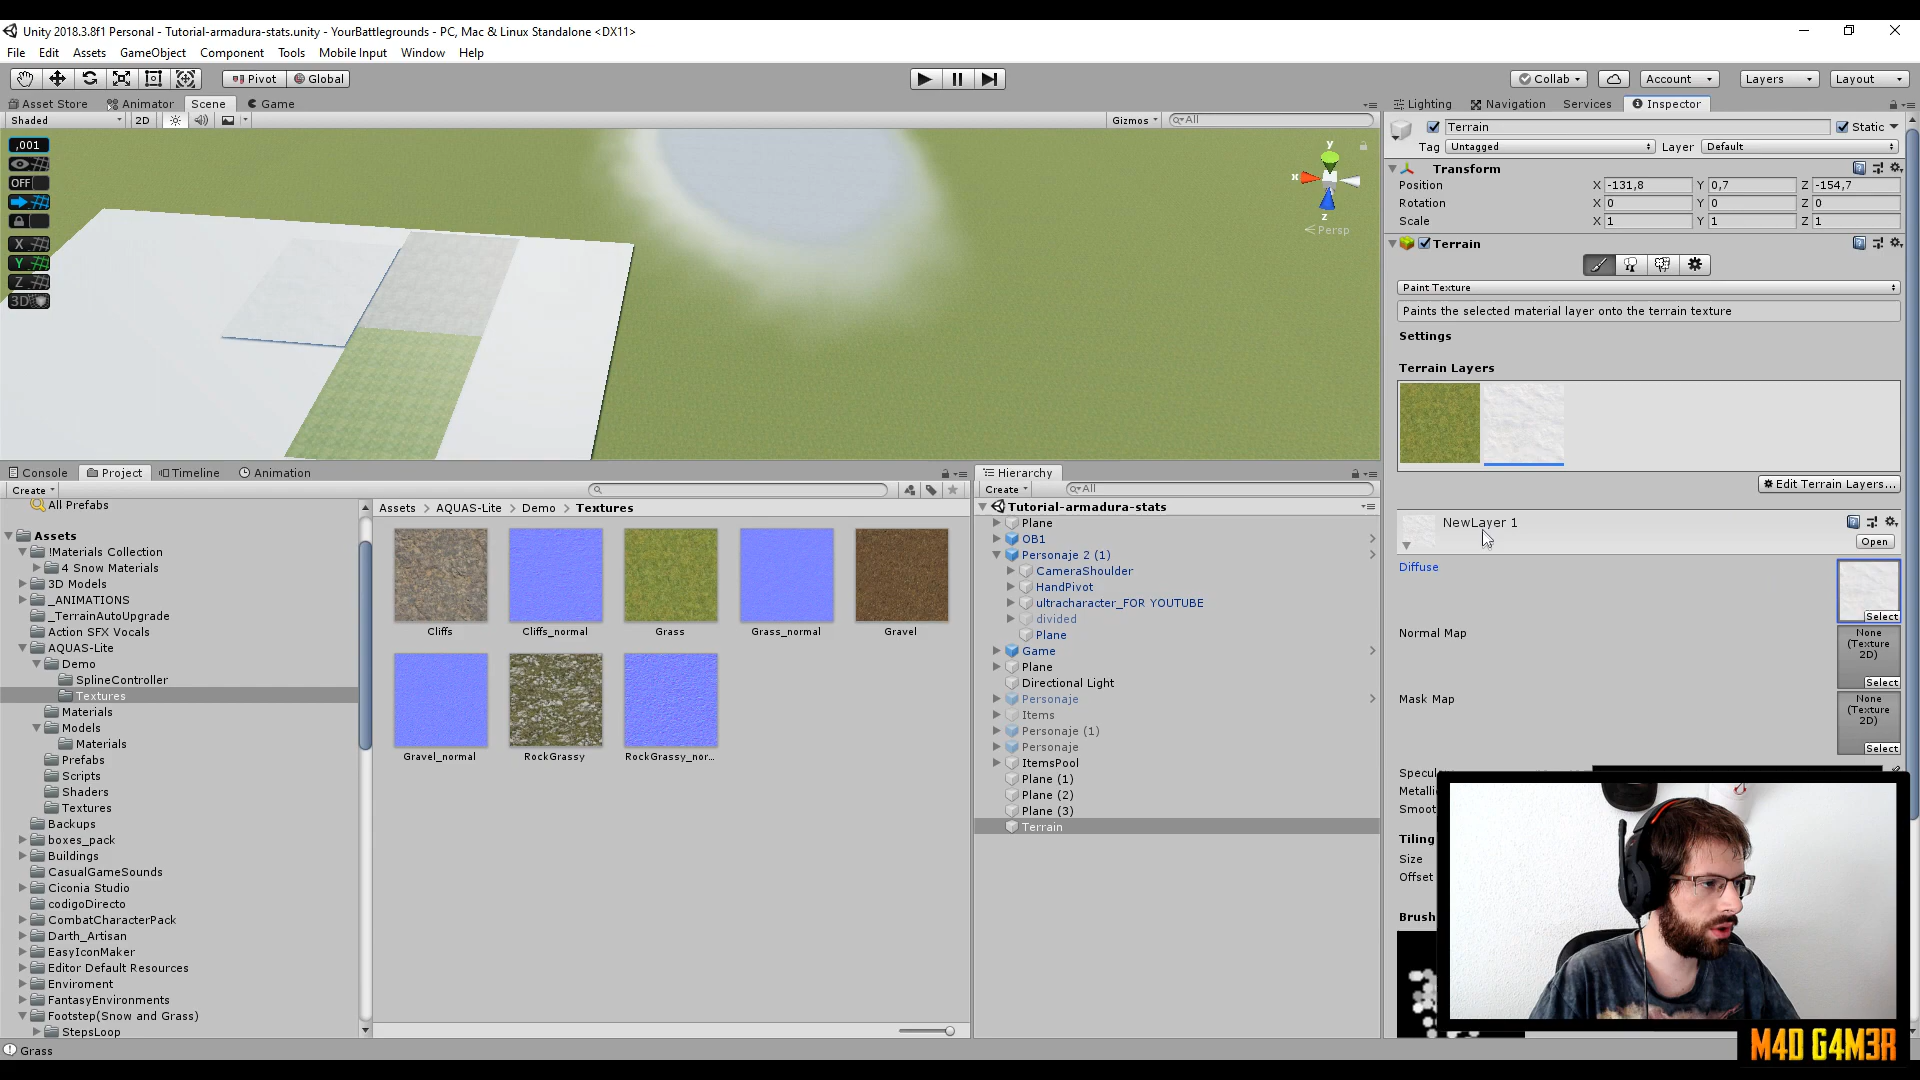 Unity 2018.3.8f1 Personal - Tutorial-armadura-stats.unity - YourBattlegrounds - PC, Mac & Linux Standalone <DX11>
File Edit Assets GameObject Component Tools Mobile Input Window Help
Pivot Global Collab Account Layers Layout
Asset Store Animator Scene Game
Shaded 2D Gizmos All
,001
OFF
X
Y
Z
3D
y
x
z
Persp
Console Project Timeline Animation
Create
All Prefabs
Assets
!Materials Collection
4 Snow Materials
3D Models
_ANIMATIONS
_TerrainAutoUpgrade
Action SFX Vocals
AQUAS-Lite
Demo
SplineController
Textures
Materials
Models
Materials
Prefabs
Scripts
Shaders
Textures
Backups
boxes_pack
Buildings
CasualGameSounds
Ciconia Studio
codigoDirecto
CombatCharacterPack
Darth_Artisan
EasyIconMaker
Editor Default Resources
Enviroment
FantasyEnvironments
Footstep(Snow and Grass)
StepsLoop
Grass
Assets > AQUAS-Lite > Demo > Textures
Cliffs Cliffs_normal Grass Grass_normal Gravel
Gravel_normal RockGrassy RockGrassy_nor...
Hierarchy
Create All
Tutorial-armadura-stats
Plane
OB1
Personaje 2 (1)
CameraShoulder
HandPivot
ultracharacter_FOR YOUTUBE
divided
Plane
Game
Plane
Directional Light
Personaje
Items
Personaje (1)
Personaje
ItemsPool
Plane (1)
Plane (2)
Plane (3)
Terrain
Lighting Navigation Services Inspector
Terrain Static
Tag Untagged Layer Default
Transform
Position X -131,8 Y 0,7 Z -154,7
Rotation X 0 Y 0 Z 0
Scale X 1 Y 1 Z 1
Terrain
Paint Texture
Paints the selected material layer onto the terrain texture
Settings
Terrain Layers
Edit Terrain Layers...
NewLayer 1
Open
Diffuse
Select
Normal Map
None
(Texture
2D)
Select
Mask Map
None
(Texture
2D)
Select
Specul
Metalli
Smoot
Tiling
Size
Offset
Brush
M4D G4M3R